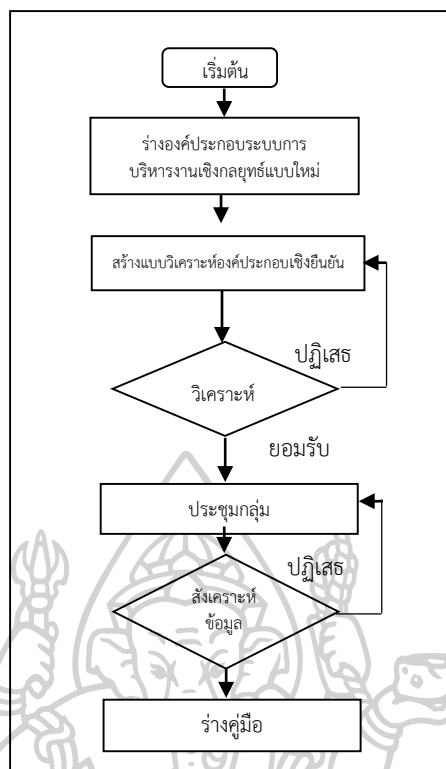 เริ่มต้น
ร่างองค์ประกอบระบบการ
บริหารงานเชิงกลยุทธ์แบบใหม่
สร้างแบบวิเคราะห์องค์ประกอบเชิงยืนยัน
ปฏิเสธ
วิเคราะห์
ยอมรับ
ประชุมกลุ่ม
ปฏิเสธ
สังเคราะห์
ข้อมูล
ร่างคู่มือ